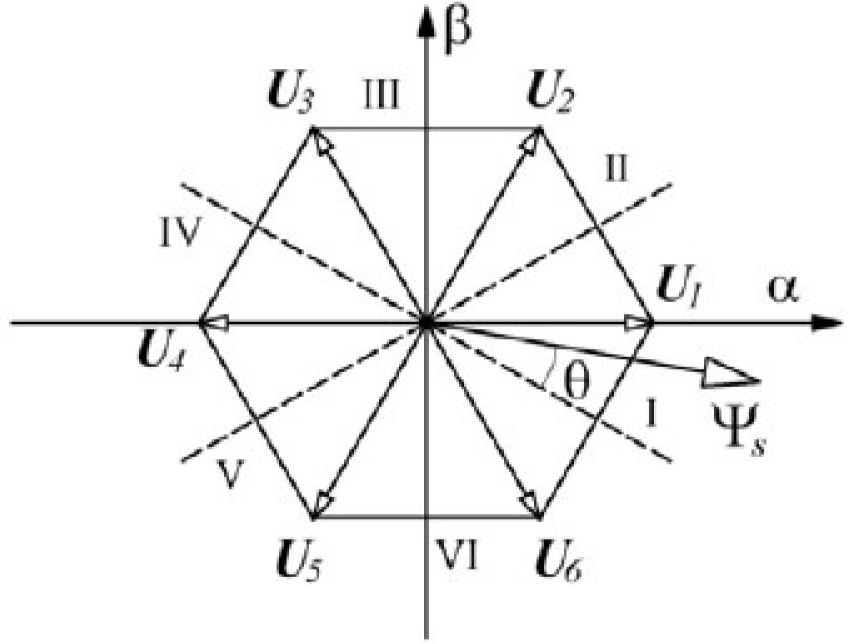 β
U3 III U2
II
IV
U1 α
U4
θ
I Ψs
V
U5 VI U6